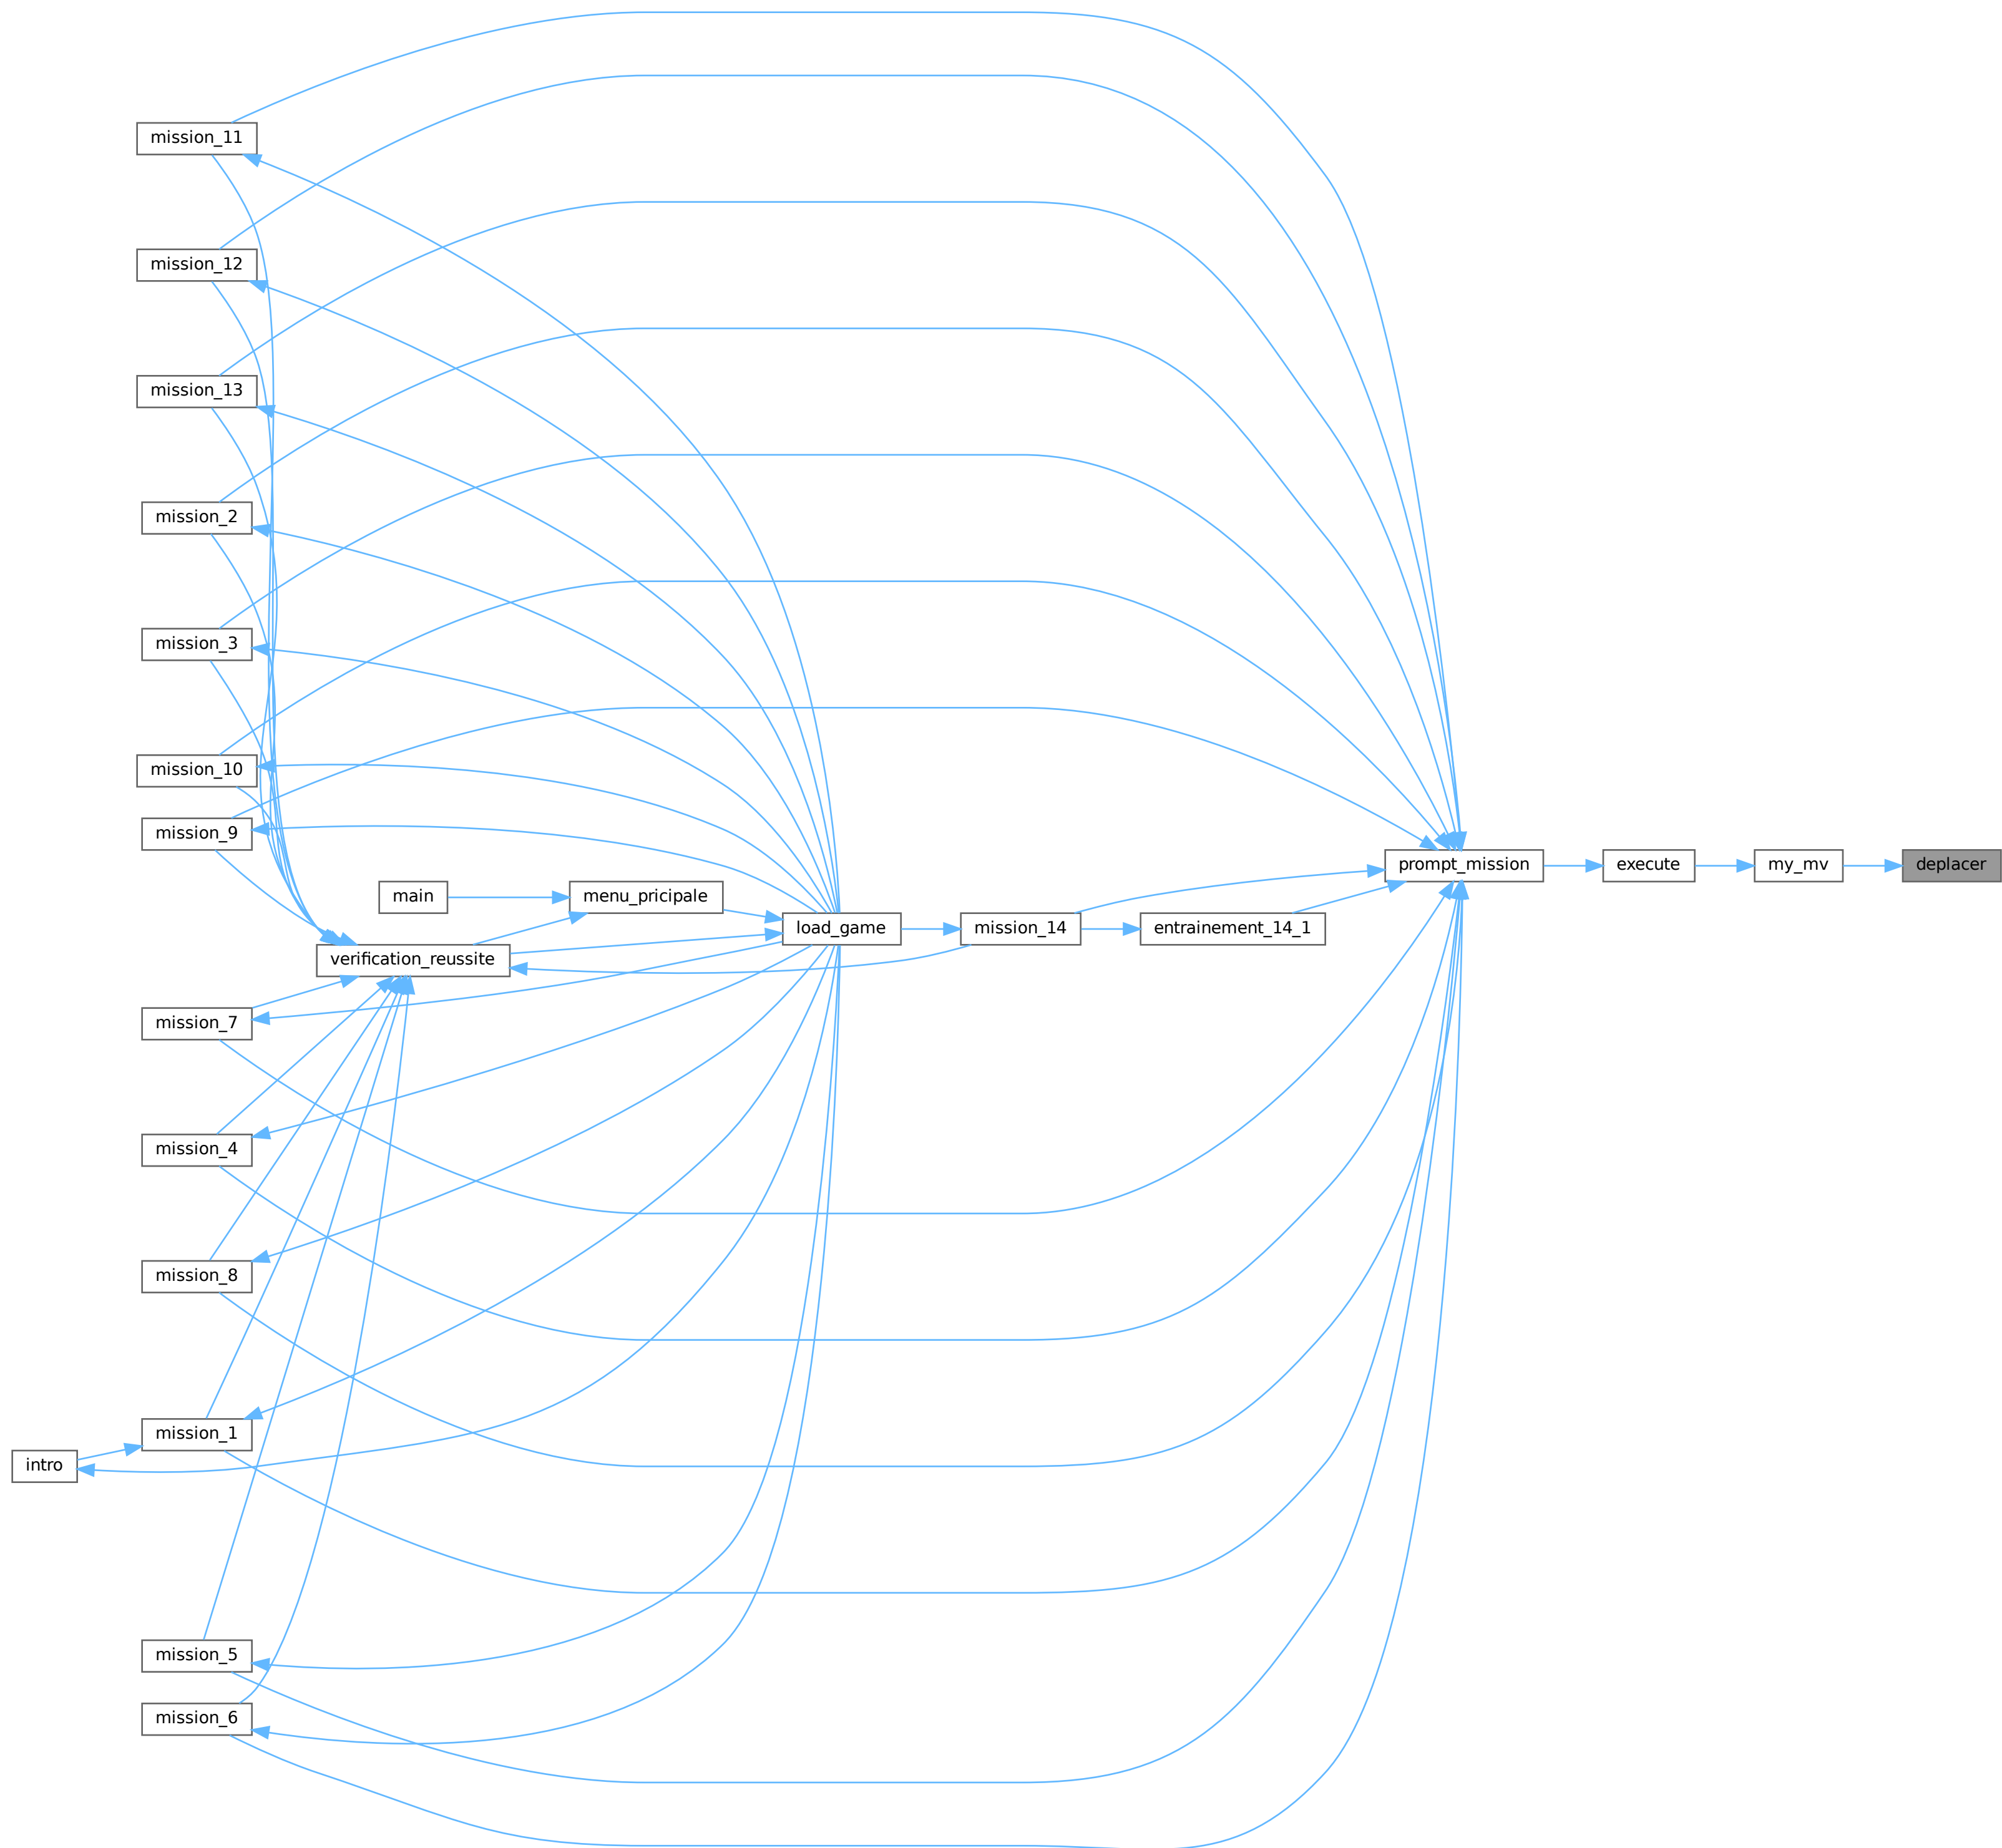 mission_11
mission_12
mission_13
mission_2
mission_3
mission_10
mission_9
prompt_mission
execute
my_mv
deplacer
main
menu_pricipale
load_game
mission_14
entrainement_14_1
verification_reussite
mission_7
mission_4
mission_8
mission_1
intro
mission_5
mission_6